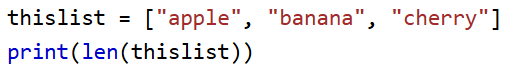 thislist = ["apple", "banana", "cherry"]
print(len(thislist))